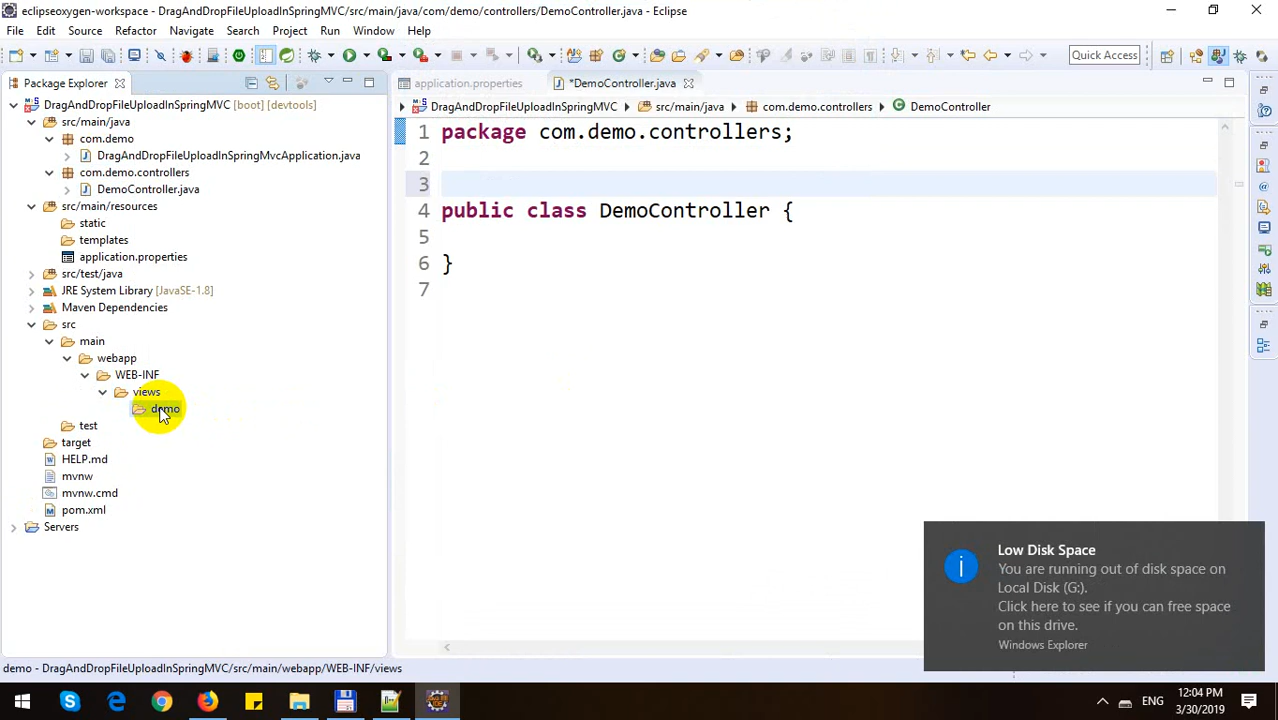 eclipseoxygen-workspace - DragAndDropFileUploadInSpringMVC/src/main/java/com/demo/controllers/DemoController.java - Eclipse
File Edit Source Refactor Navigate Search Project Run Window Help
Quick Access
Package Explorer
application.properties
*DemoController.java
DragAndDropFileUploadInSpringMVC [boot] [devtools]
DragAndDropFileUploadInSpringMVC src/main/java com.demo.controllers DemoController
src/main/java
com.demo
DragAndDropFileUploadInSpringMvcApplication.java
com.demo.controllers
DemoController.java
src/main/resources
static
templates
application.properties
src/test/java
JRE System Library [JavaSE-1.8]
Maven Dependencies
src
main
webapp
WEB-INF
views
demo
test
target
HELP.md
mvnw
mvnw.cmd
pom.xml
Servers
1 package com.demo.controllers;
2
3
4 public class DemoController {
5
6 }
7
Low Disk Space
You are running out of disk space on
Local Disk (G:).
Click here to see if you can free space
on this drive.
Windows Explorer
demo - DragAndDropFileUploadInSpringMVC/src/main/webapp/WEB-INF/views
ENG
12:04 PM
3/30/2019